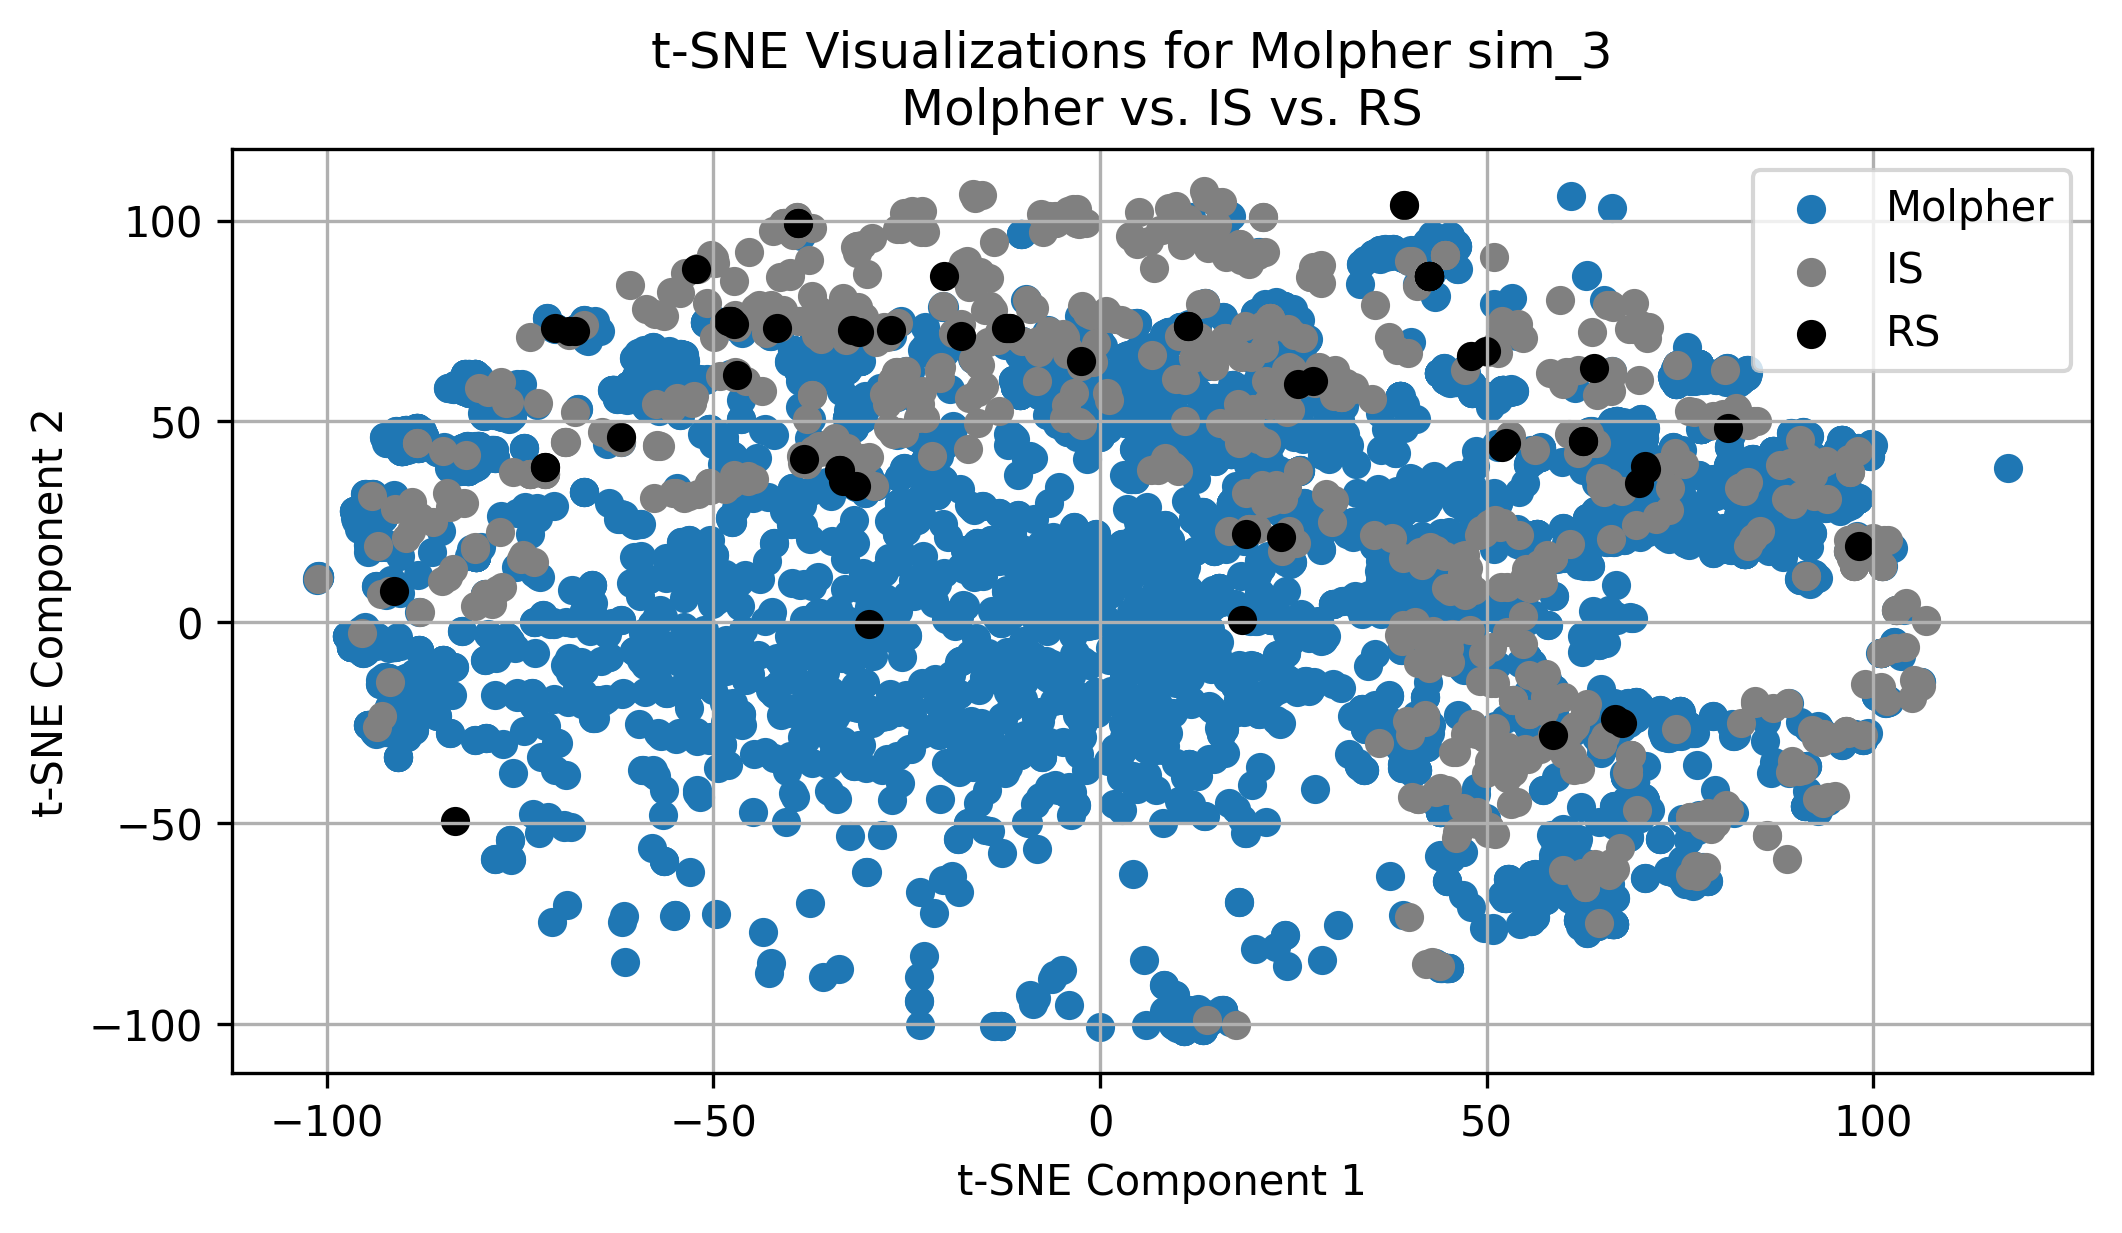 t-SNE Visualizations for Molpher sim_3
Molpher vs. IS vs. RS
Molpher
IS
RS
t-SNE Component 2
100
50
0
−50
−100
−100
−50
0
50
100
t-SNE Component 1